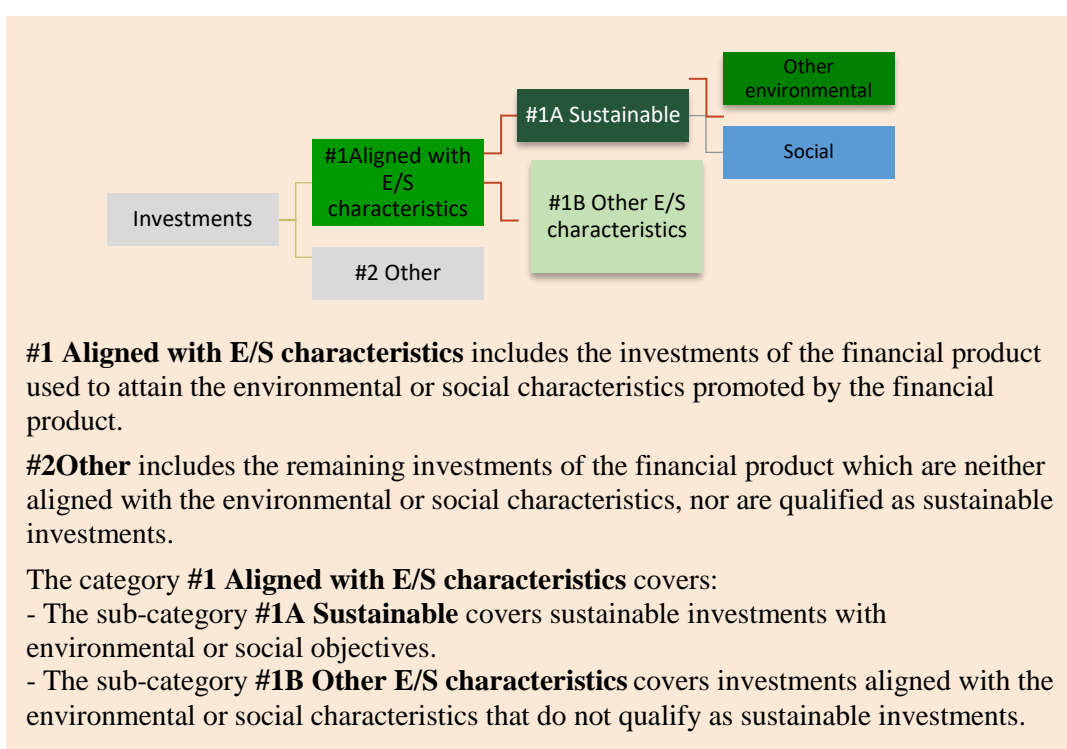 Other
environmental
#1A Sustainable
#1Aligned with
E/S
characteristics
Social
Investments
#1B Other E/S
characteristics
#2 Other
#1 Aligned with E/S characteristics includes the investments of the financial product
used to attain the environmental or social characteristics promoted by the financial
product.
#2Other includes the remaining investments of the financial product which are neither
aligned with the environmental or social characteristics, nor are qualified as sustainable
investments.
The category #1 Aligned with E/S characteristics covers:
- The sub-category #1A Sustainable covers sustainable investments with
environmental or social objectives.
- The sub-category #1B Other E/S characteristics covers investments aligned with the
environmental or social characteristics that do not qualify as sustainable investments.